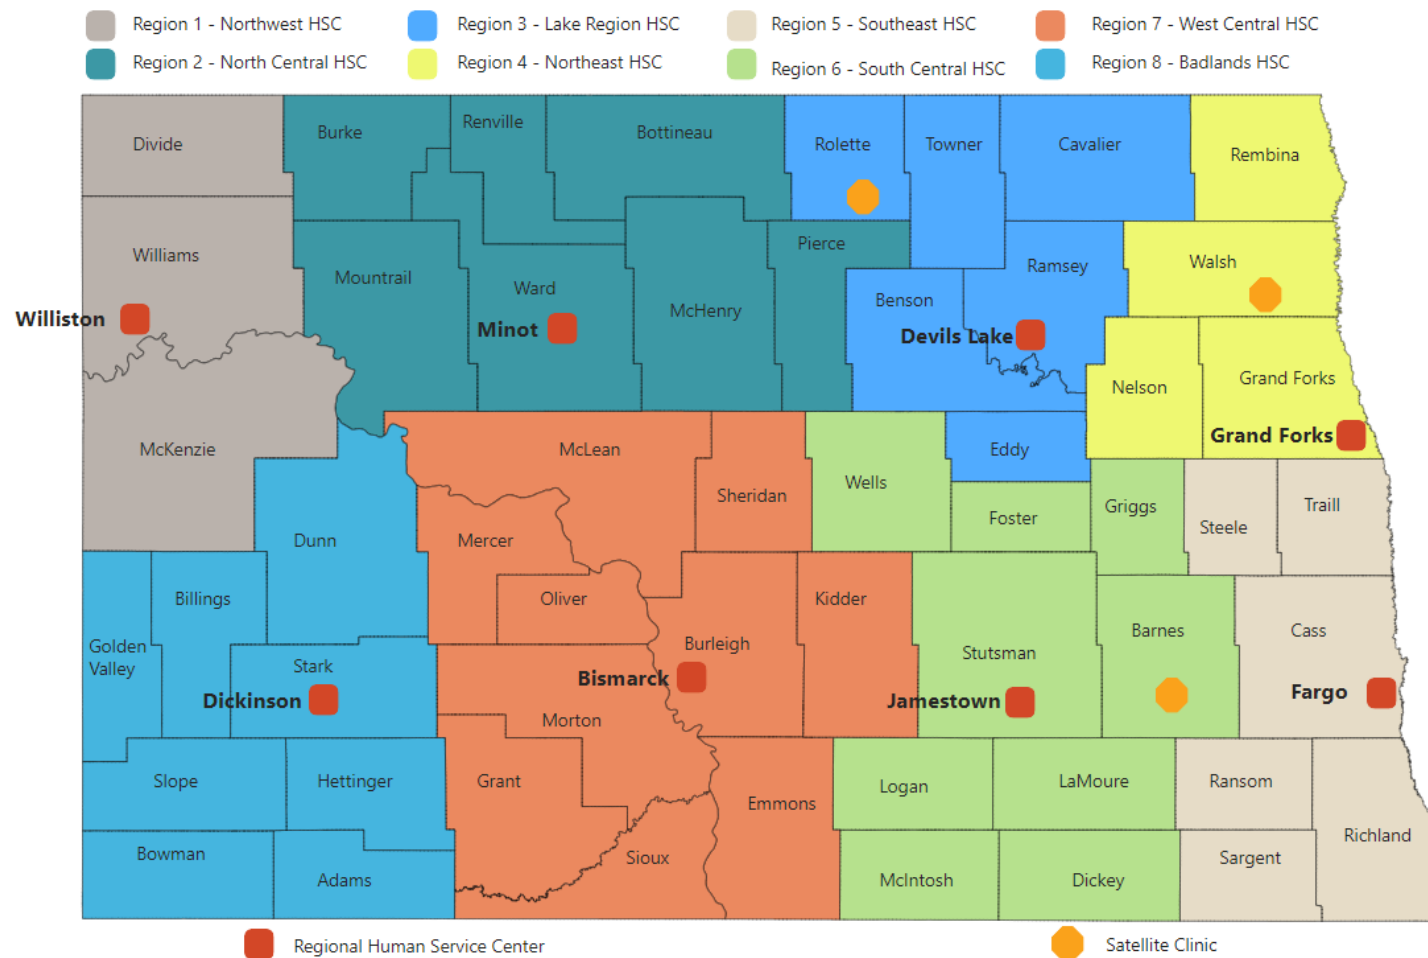 Region 1 - Northwest HSC
Region 3 - Lake Region HSC
Region 5 - Southeast HSC
Region 7 - West Central HSC
Region 2 - North Central HSC
Region 4 - Northeast HSC
Region 6 - South Central HSC
Region 8 - Badlands HSC
Divide
Burke
Renville
Bottineau
Rolette
Towner
Cavalier
Rembina
Williams
Mountrail
Ward
McHenry
Pierce
Benson
Ramsey
Walsh
Williston
Minot
Devils Lake
Nelson
Grand Forks
Grand Forks
McKenzie
McLean
Sheridan
Wells
Eddy
Foster
Griggs
Steele
Traill
Dunn
Mercer
Oliver
Kidder
Billings
Golden
Valley
Stark
Burleigh
Stutsman
Barnes
Cass
Dickinson
Bismarck
Jamestown
Fargo
Morton
Slope
Hettinger
Grant
Emmons
Logan
LaMoure
Ransom
Richland
Bowman
Adams
Sioux
McIntosh
Dickey
Sargent
Regional Human Service Center
Satellite Clinic